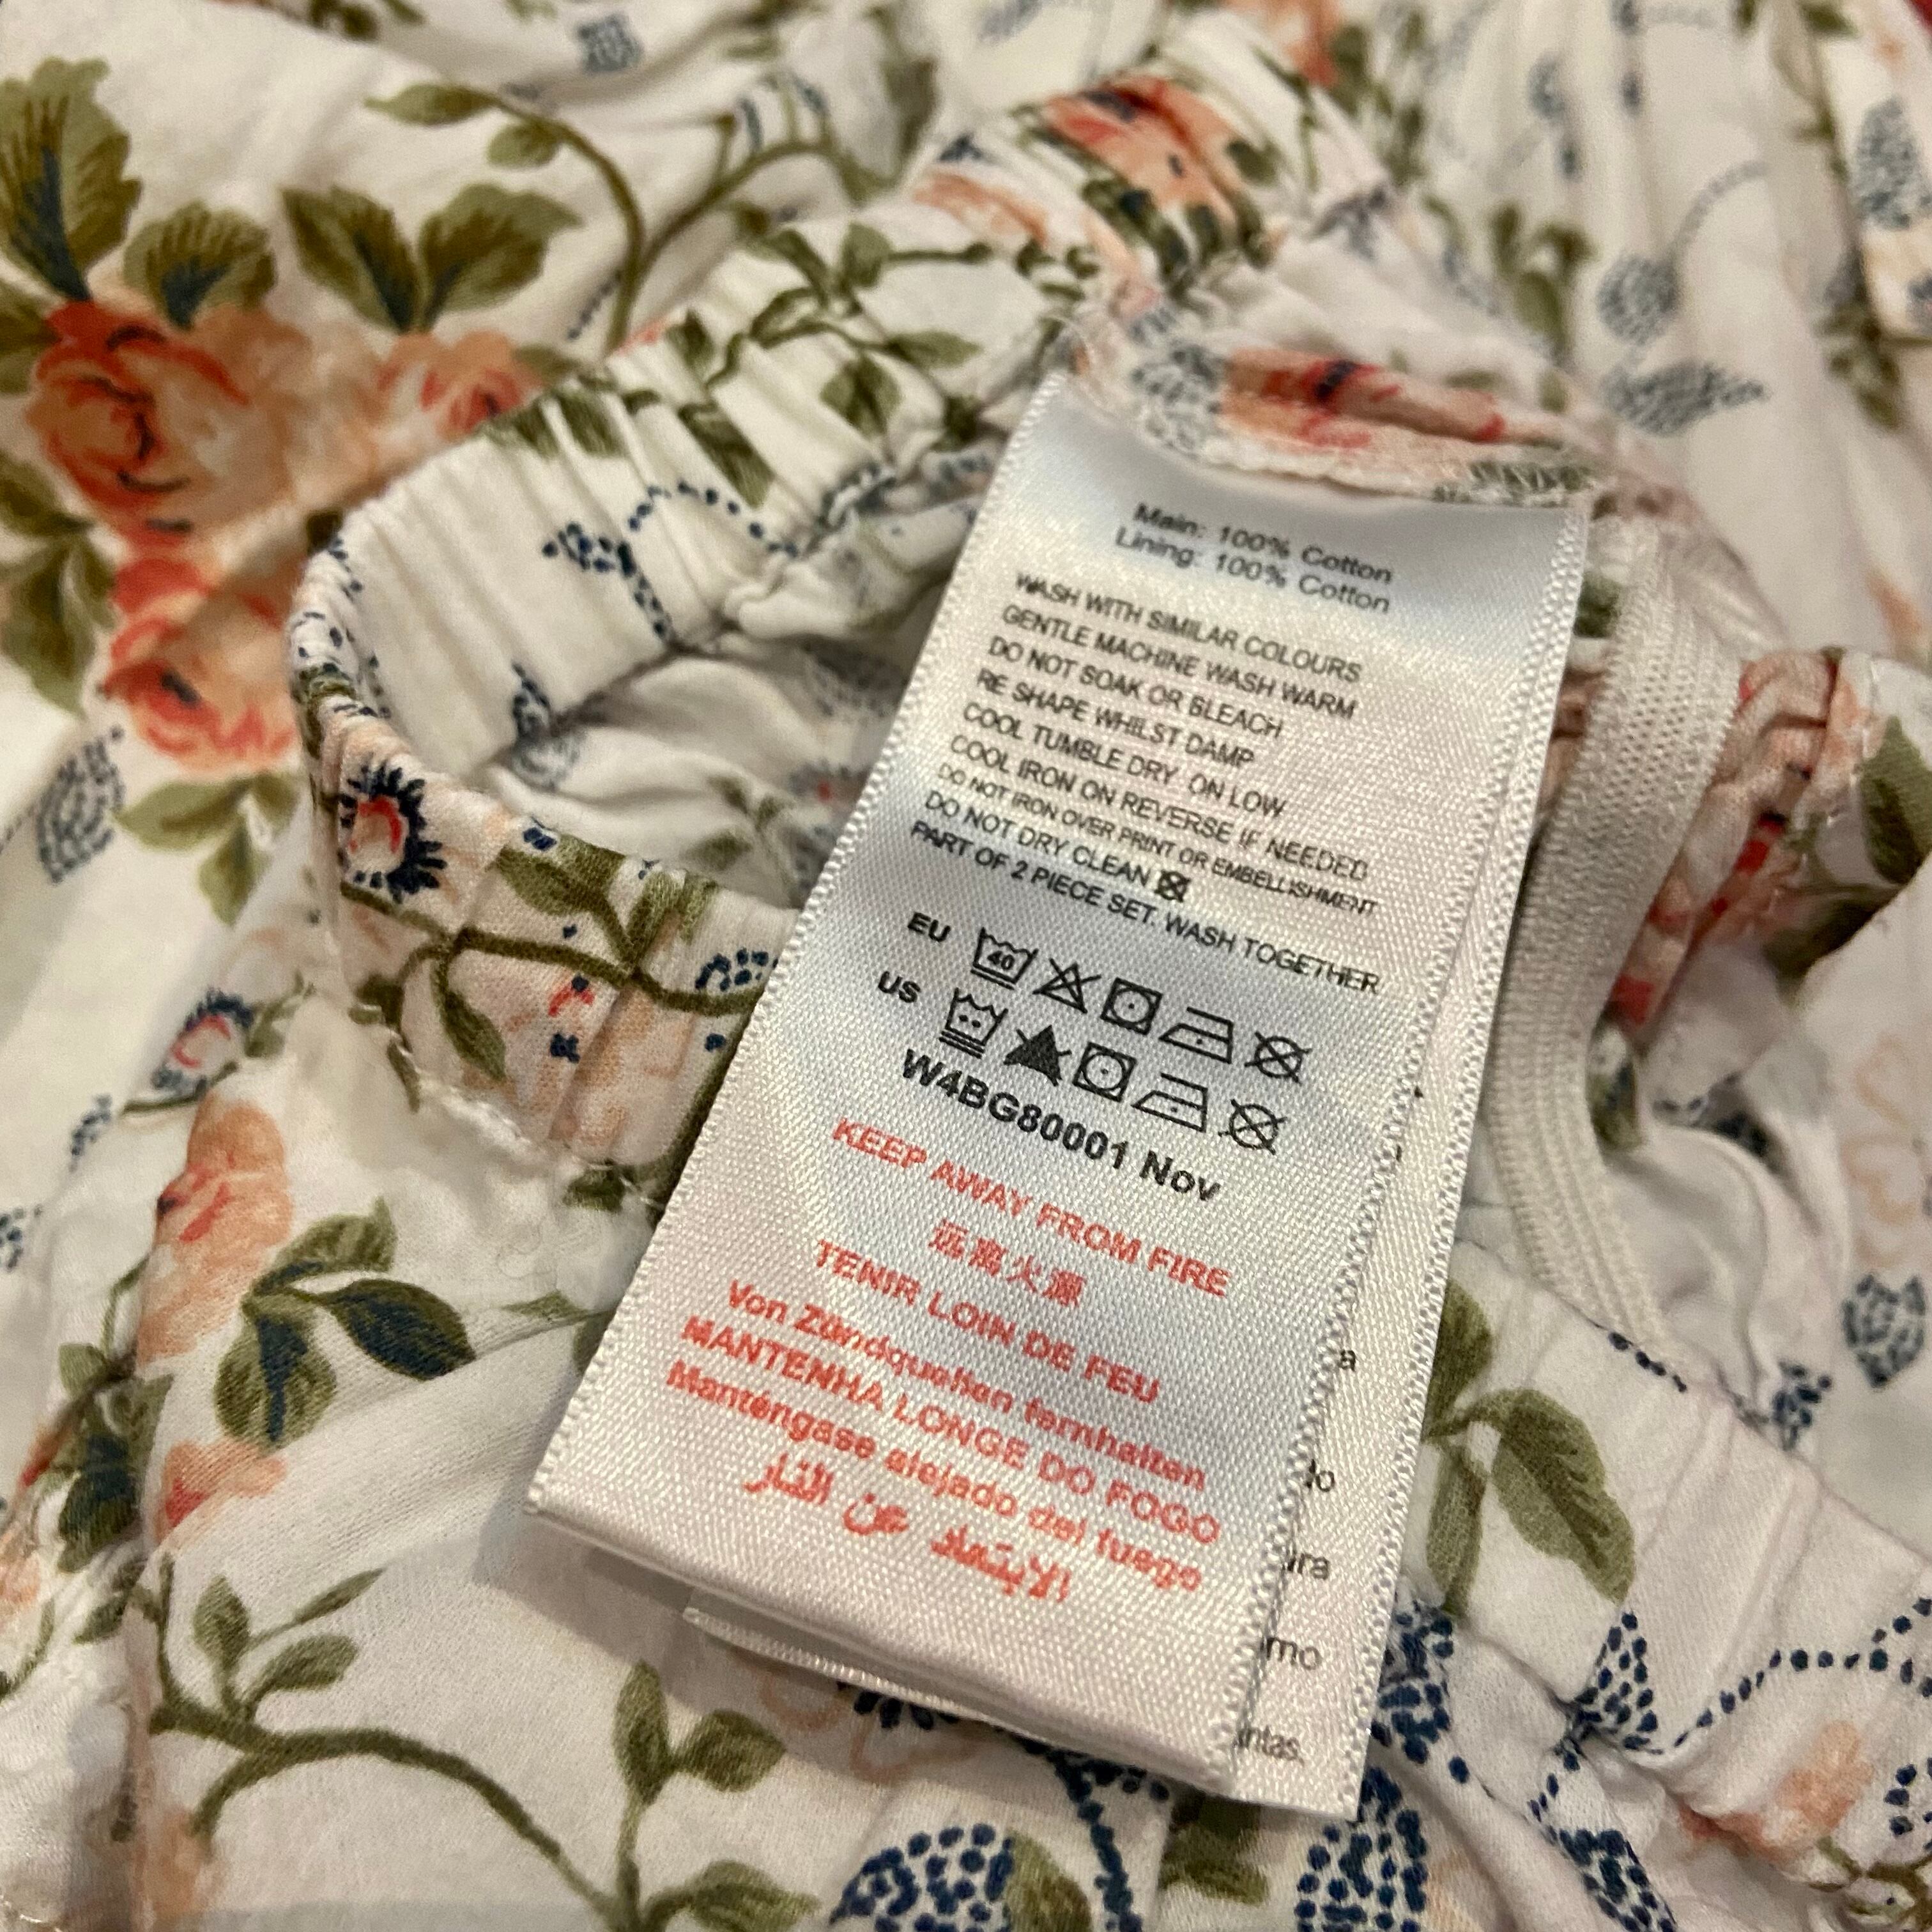 Main: 100% Cotton
Lining: 100% Cotton
WASH WITH SIMILAR COLOURS
GENTLE MACHINE WASH WARM
DO NOT SOAK OR BLEACH
RE SHAPE WHILST DAMP
COOL TUMBLE DRY ON LOW
COOL IRON ON REVERSE IF NEEDED
DO NOT IRON OVER PRINT OR EMBELLISHMENT
DO NOT DRY CLEAN
PART OF 2 PIECE SET. WASH TOGETHER
EU 40
US
W4BG80001 Nov
KEEP AWAY FROM FIRE
远离火源
TENIR LOIN DE FEU
Von Zündquellen fernhalten
MANTENHA LONGE DO FOGO
Manténgase alejado del fuego
الابتعاد عن النار